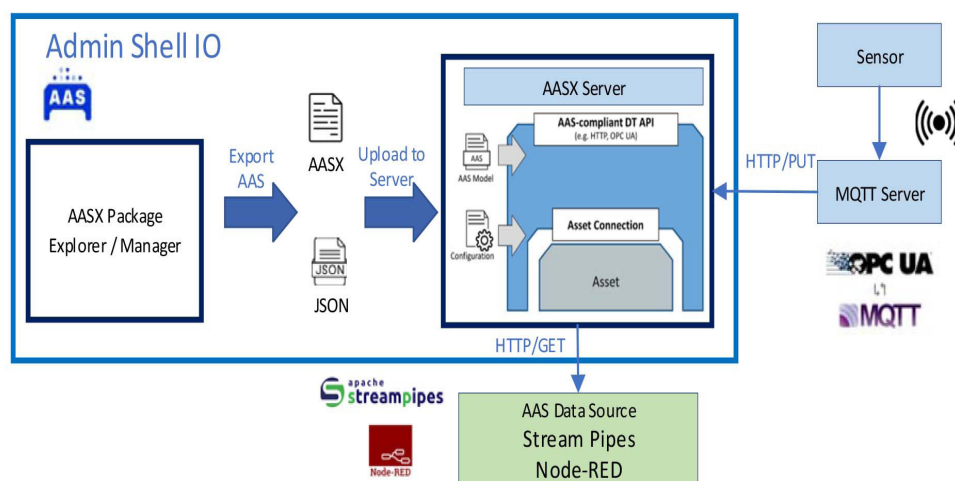 Admin Shell IO
AAS
AASX Package
Explorer / Manager
Export
AAS
AASX
JSON
JSON
Upload to
Server
AASX Server
AAS-compliant DT API
(e.g. HTTP, OPC UA)
AAS
AAS Model
Configuration
Asset Connection
Asset
Sensor
HTTP/PUT
MQTT Server
OPC UA
MQTT
HTTP/GET
apache
streampipes
Node-RED
AAS Data Source
Stream Pipes
Node-RED